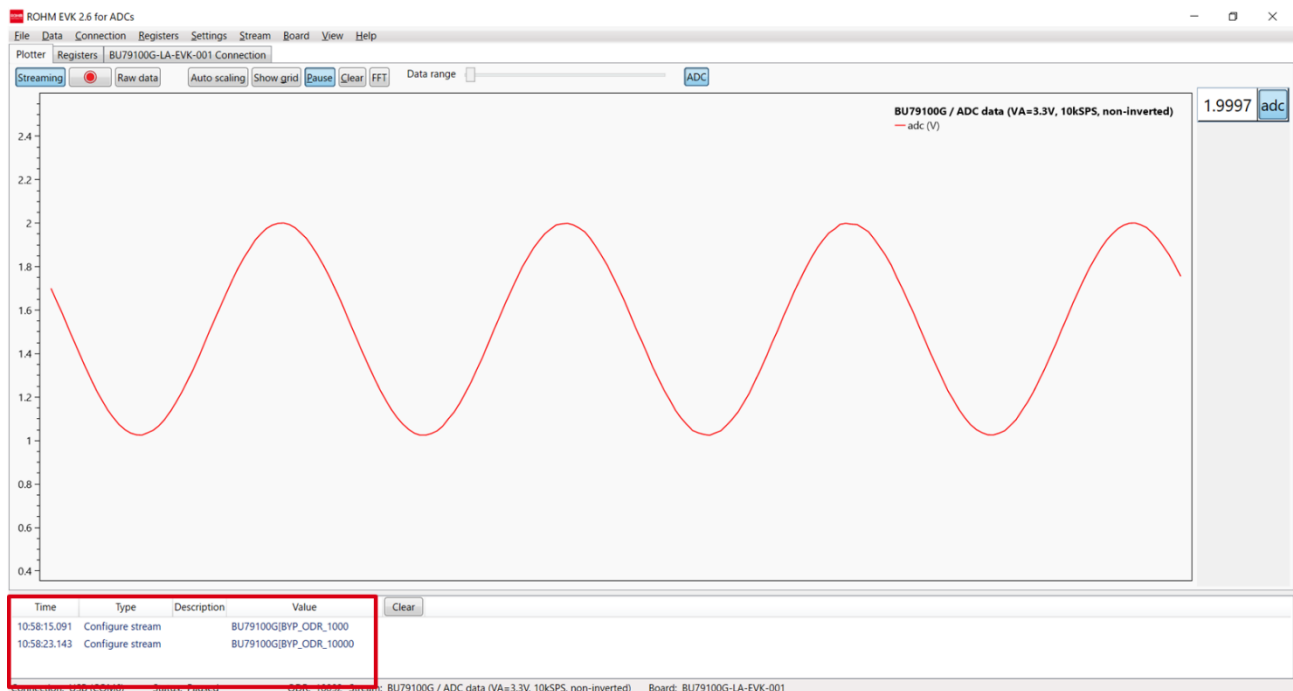 ROHM EVK 2.6 for ADCs
File Data Connection Registers Settings Stream Board View Help
Plotter Registers BU79100G-LA-EVK-001 Connection
Streaming Raw data Auto scaling Show grid Pause Clear FFT Data range ADC
BU79100G / ADC data (VA=3.3V, 10kSPS, non-inverted)
adc (V)
1.9997 adc
2.4
2.2
2
1.8
1.6
1.4
1.2
1
0.8
0.6
0.4
Time Type Description Value Clear
10:58:15.091 Configure stream BU79100G[BYP_ODR_1000
10:58:23.143 Configure stream BU79100G[BYP_ODR_10000
Stream: BU79100G / ADC data (VA=3.3V, 10kSPS, non-inverted) Board: BU79100G-LA-EVK-001